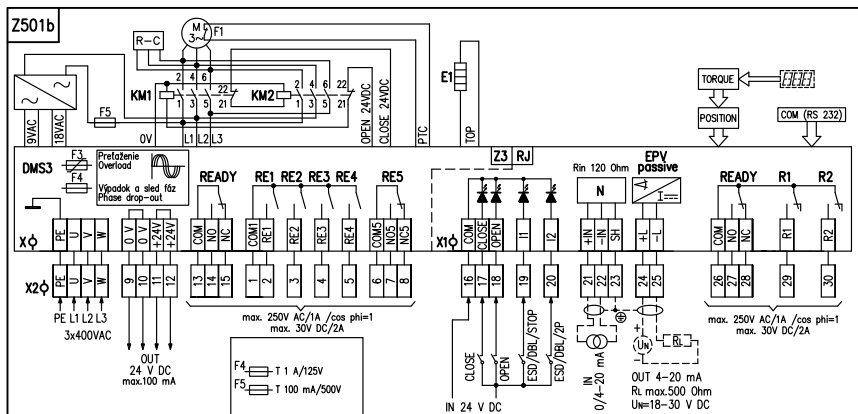 Z501b
R-C
M
3~
F1
2 4 6 22
KM1
1 3 5 21
KM2
2 4 6 22
1 3 5 21
F5
9VAC
18VAC
0V
L1 L2 L3
OPEN 24VDC
CLOSE 24VDC
PTC
E1
TOP
TORQUE
POSITION
COM (RS 232)
DMS3
F3
F4
Preťaženie
Overload
Výpadok a sled fáz
Phase drop-out
READY
RE1 RE2 RE3 RE4
RE5
Z3 RJ
Rin 120 Ohm
N
EPV
passive
READY
R1
R2
X
PE U V W
0 V 0 V +24V +24V
COM NO NC
COM1 RE1 RE2 RE3 RE4
COM5 NO5 NC5
X1
COM CLOSE OPEN I1 I2
+IN -IN SH
+L -L
COM NO NC
R1
R2
X2
PE U V W
9 10 11 12
13 14 15
1 2 3 4 5
6 7 8
16 17 18 19 20
21 22 23
24 25
26 27 28
29
30
PE L1 L2 L3
3x400VAC
OUT
24 V DC
max.100 mA
max. 250V AC/1A /cos phi=1
max. 30V DC/2A
F4
T 1 A/125V
F5
T 100 mA/500V
CLOSE
OPEN
ESD/DBL/STOP
ESD/DBL/2P
IN 24 V DC
IN
0/4-20 mA
+
UN
-
RL
OUT 4-20 mA
RL max.500 Ohm
UN=18-30 V DC
max. 250V AC/1A /cos phi=1
max. 30V DC/2A